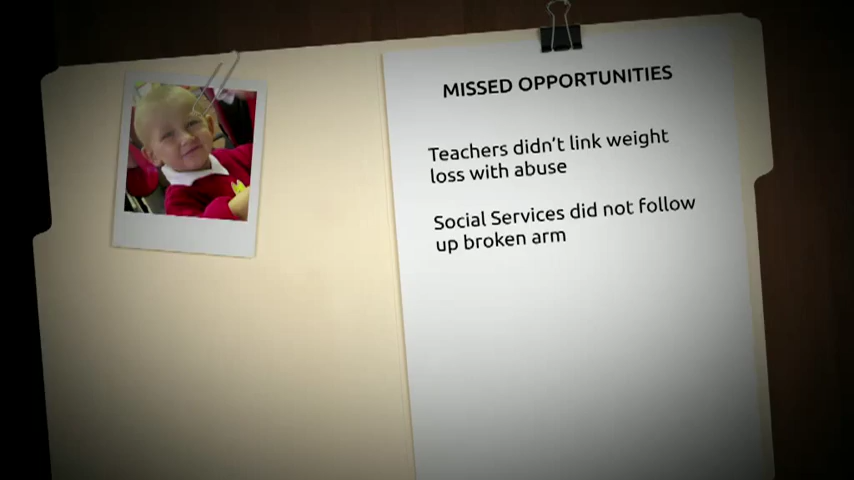 MISSED OPPORTUNITIES
Teachers didn't link weight
loss with abuse
Social Services did not follow
up broken arm